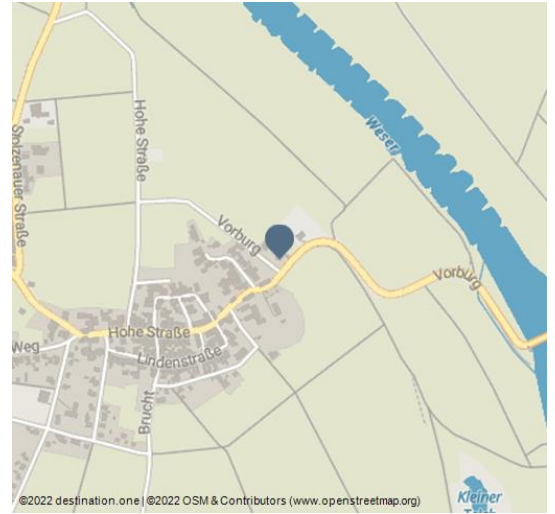 Hohe Straße
Weser
Stolzenauer Straße
Vorburg
Vorburg
Hohe Straße
Weg
Lindenstraße
Brucht
Kleiner
Teich
©2022 destination.one | ©2022 OSM & Contributors (www.openstreetmap.org)